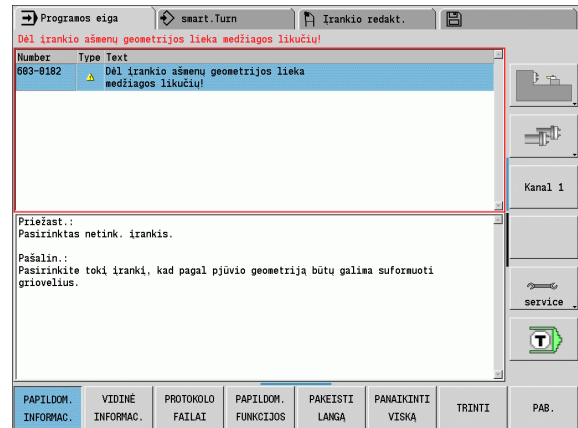 Programos eiga
smart.Turn
Įrankio redakt.
Dėl įrankio ašmenų geometrijos lieka medžiagos likučių!
Number Type Text
603-0182 Dėl įrankio ašmenų geometrijos lieka
medžiagos likučių!
Kanal 1
Priežast.:
Pasirinktas netink. įrankis.
Pašalin.:
Pasirinkite tokį įrankį, kad pagal pjūvio geometriją būtų galima suformuoti
griovelius.
service
T
PAPILDOM.
INFORMAC.
VIDINĖ
INFORMAC.
PROTOKOLO
FAILAI
PAPILDOM.
FUNKCIJOS
PAKEISTI
LANGĄ
PANAIKINTI
VISKĄ
TRINTI
PAB.